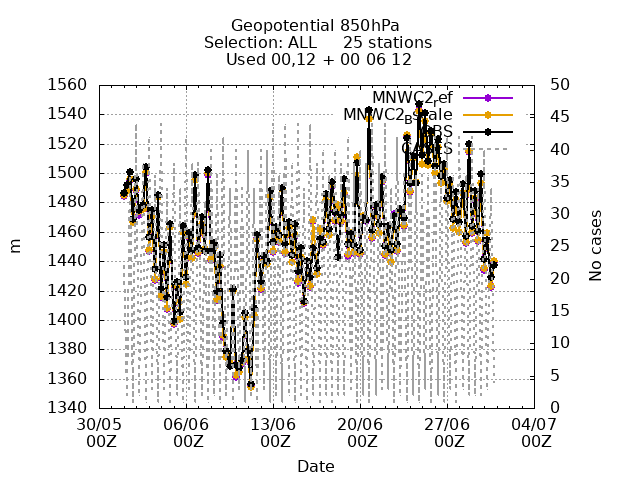 Geopotential 850hPa
Selection: ALL 25 stations
Used 00,12 + 00 06 12
m
No cases
1560
1540
1520
1500
1480
1460
1440
1420
1400
1380
1360
1340
50
45
40
35
30
25
20
15
10
5
0
MNWC2ref
MNWC2Bscale
OBS
CASES
30/05 06/06 13/06 20/06 27/06 04/07
00Z 00Z 00Z 00Z 00Z 00Z
Date